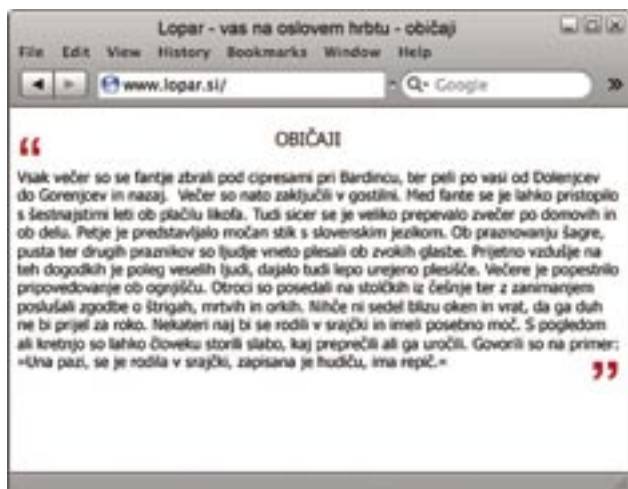 Lopar - vas na oslovem hrbtu - običaji
File Edit View History Bookmarks Window Help
www.lopar.si/ Google
OBIČAJI
Vsak večer so se fantje zbrali pod cipresami pri Bardincu, ter peli po vasi od Dolenjcev
do Gorenjcev in nazaj. Večer so nato zaključili v gostilni. Med fante se je lahko pristopilo
s šestnajstimi leti ob plačilu likofa. Tudi sicer se je veliko prepevalo zvečer po domovih in
ob delu. Petje je predstavljalo močan stik s slovenskim jezikom. Ob praznovanju šagre,
pusta ter drugih praznikov so ljudje vneto plesali ob zvokih glasbe. Prijetno vzdušje na
teh dogodkih je poleg veselih ljudi, dajalo tudi lepo urejeno plesišče. Večere je popestrilo
pripovedovanje ob ognjišču. Otroci so posedali na stolčkih iz češnje ter z zanimanjem
poslušali zgodbe o štrigah, mrtvih in orkih. Nihče ni sedel blizu oken in vrat, da ga duh
ne bi prijel za roko. Nekateri naj bi se rodili v srajčki in imeli posebno moč. S pogledom
ali kretnjo so lahko človeku storili slabo, kaj preprečili ali ga uročili. Govorili so na primer:
»Una pazi, se je rodila v srajčki, zapisana je hudiču, ima repič.«